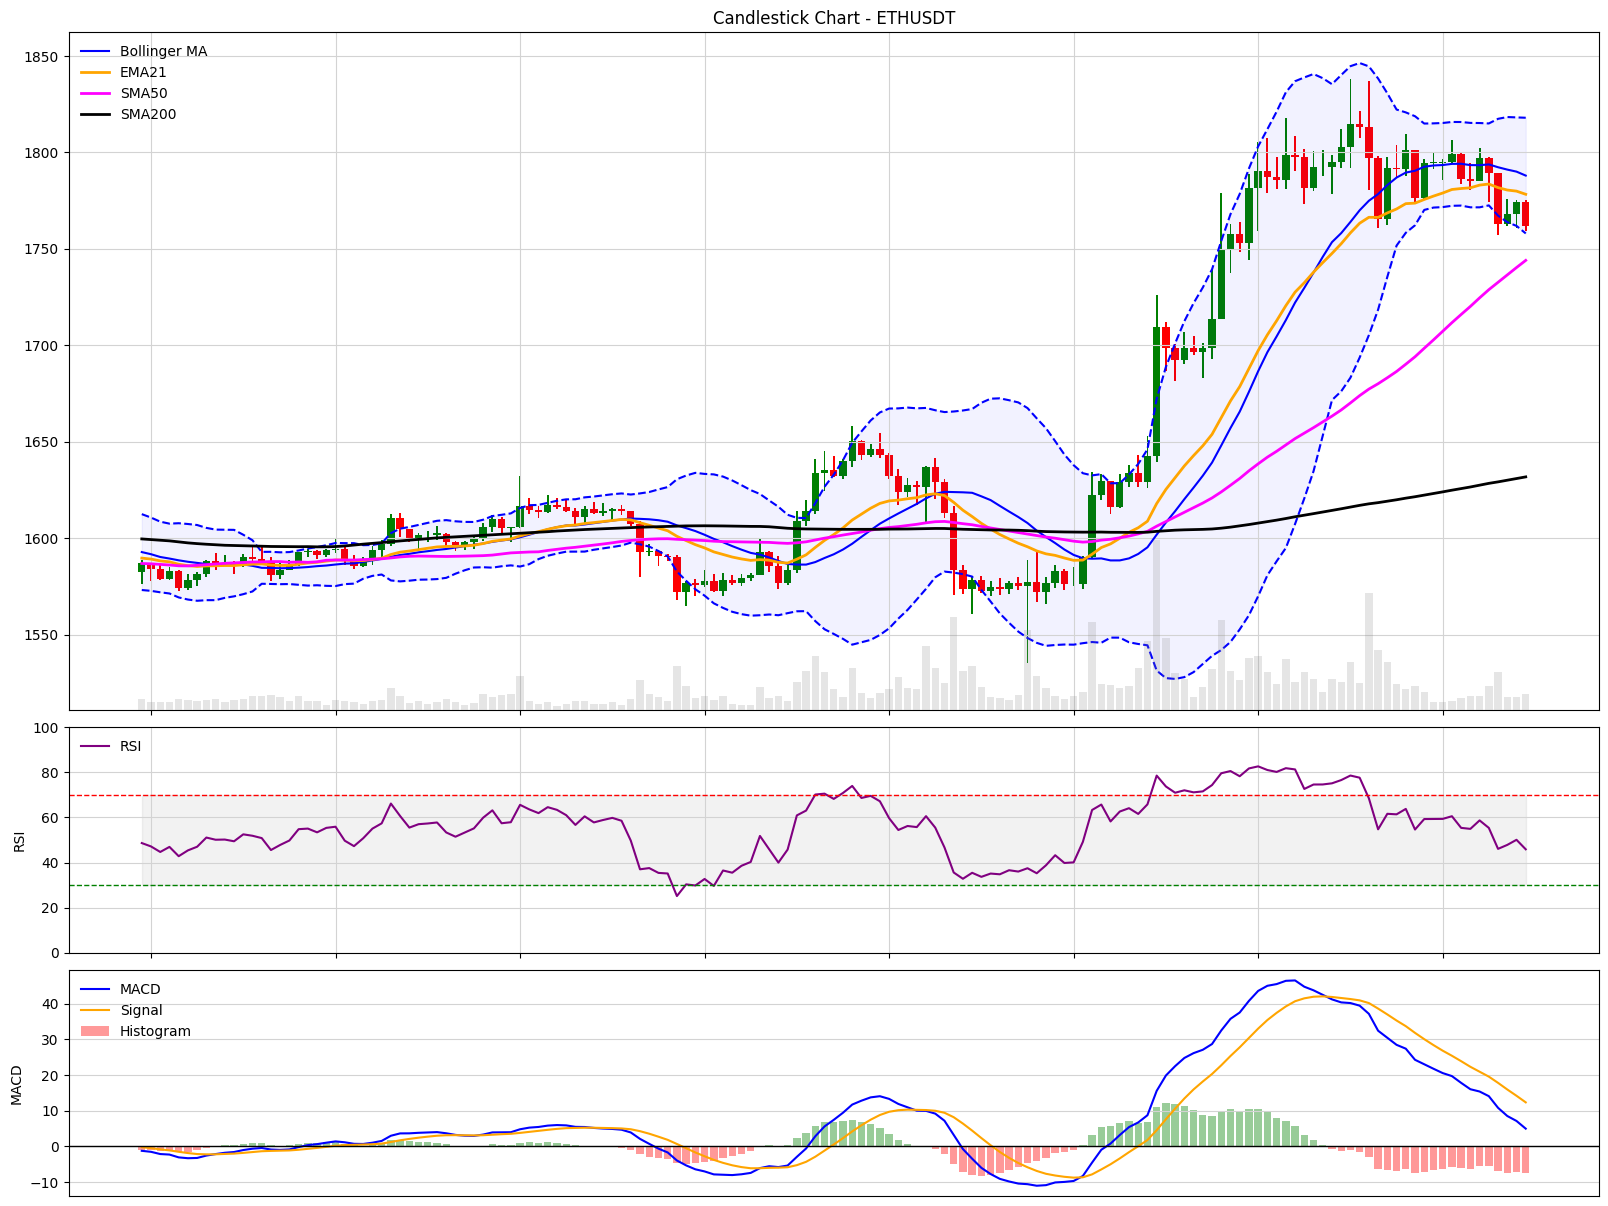 Candlestick Chart - ETHUSDT
1850
1800
1750
1700
1650
1600
1550
Bollinger MA
EMA21
SMA50
SMA200
100
80
60
40
20
0
RSI
RSI
40
30
20
10
0
−10
MACD
MACD
Signal
Histogram